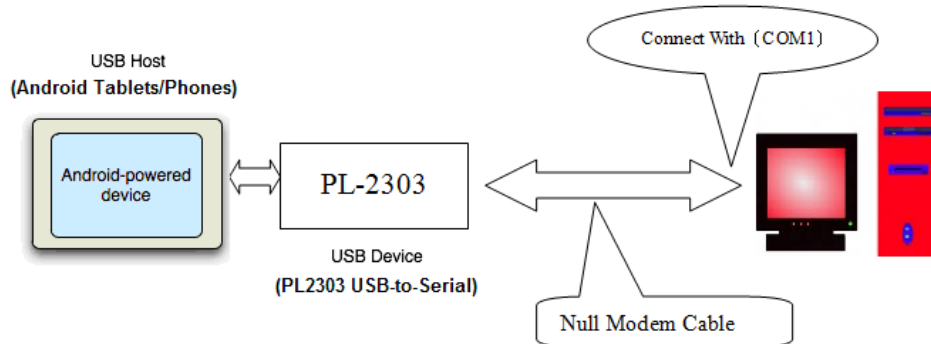 USB Host
(Android Tablets/Phones)
Android-powered
device
PL-2303
USB Device
(PL2303 USB-to-Serial)
Connect With（COM1）
Null Modem Cable